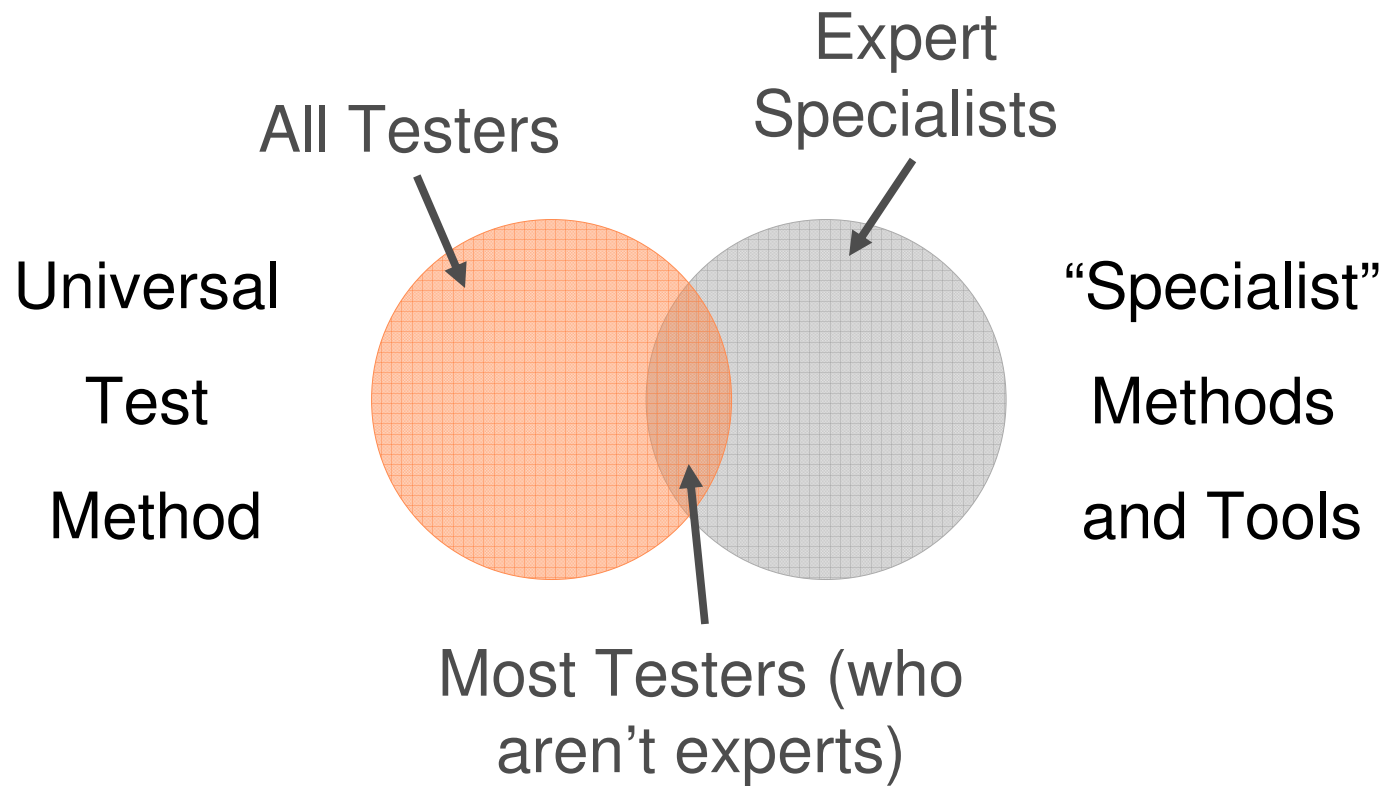 Expert
Specialists
All Testers
Universal
Test
Method
“Specialist”
Methods
and Tools
Most Testers (who
aren’t experts)